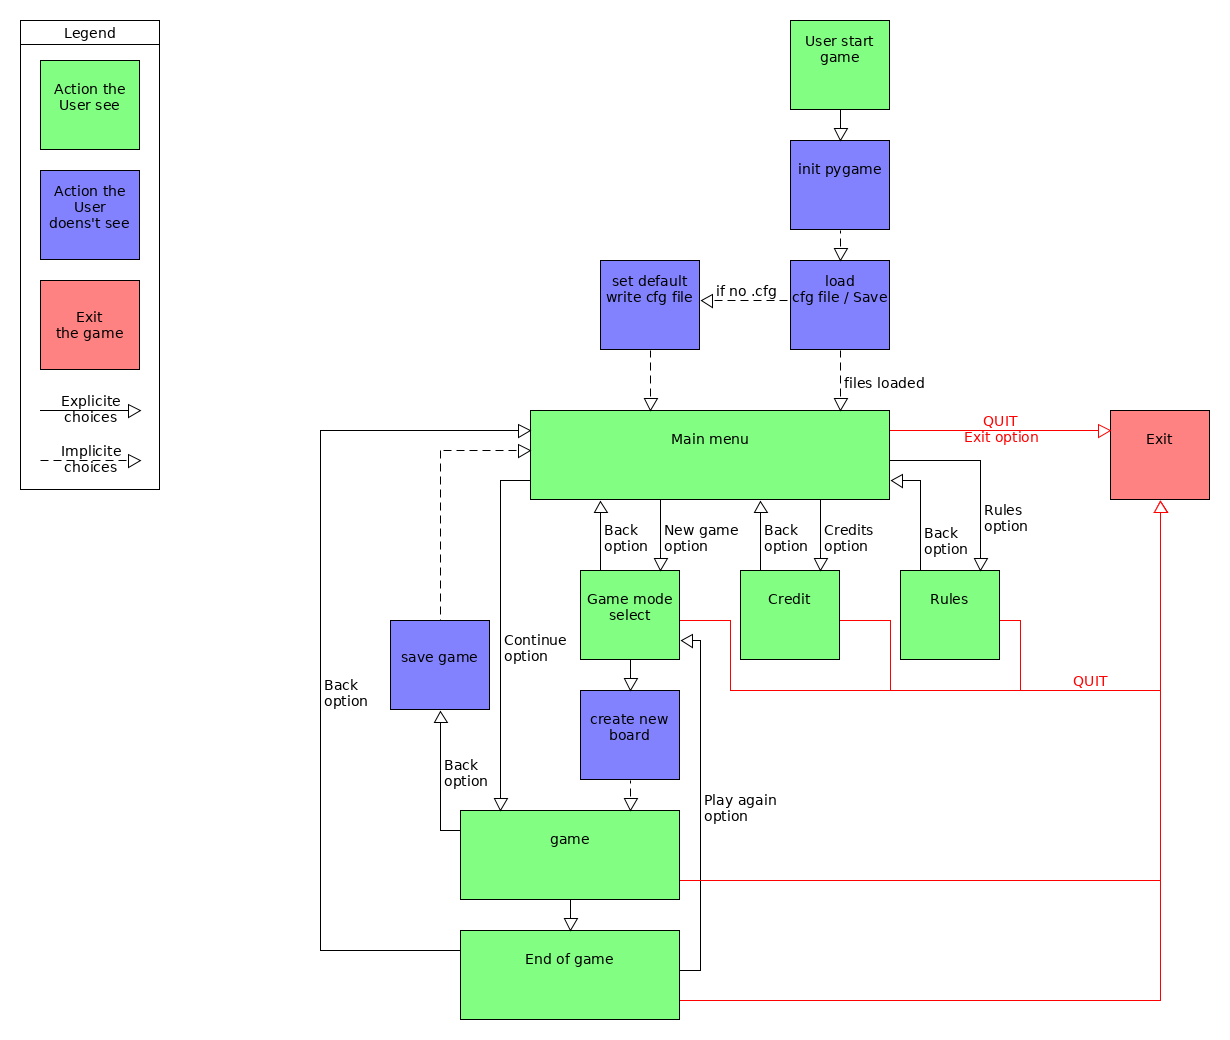 Legend
Action the
User see
Action the
User
doens't see
Exit
the game
Explicite
choices
Implicite
choices
User start
game
init pygame
load
cfg file / Save
if no .cfg
set default
write cfg file
files loaded
Main menu
QUIT
Exit option
Exit
Back
option
New game
option
Back
option
Credits
option
Back
option
Rules
option
Game mode
select
Credit
Rules
save game
Continue
option
Back
option
QUIT
create new
board
Back
option
Play again
option
game
End of game